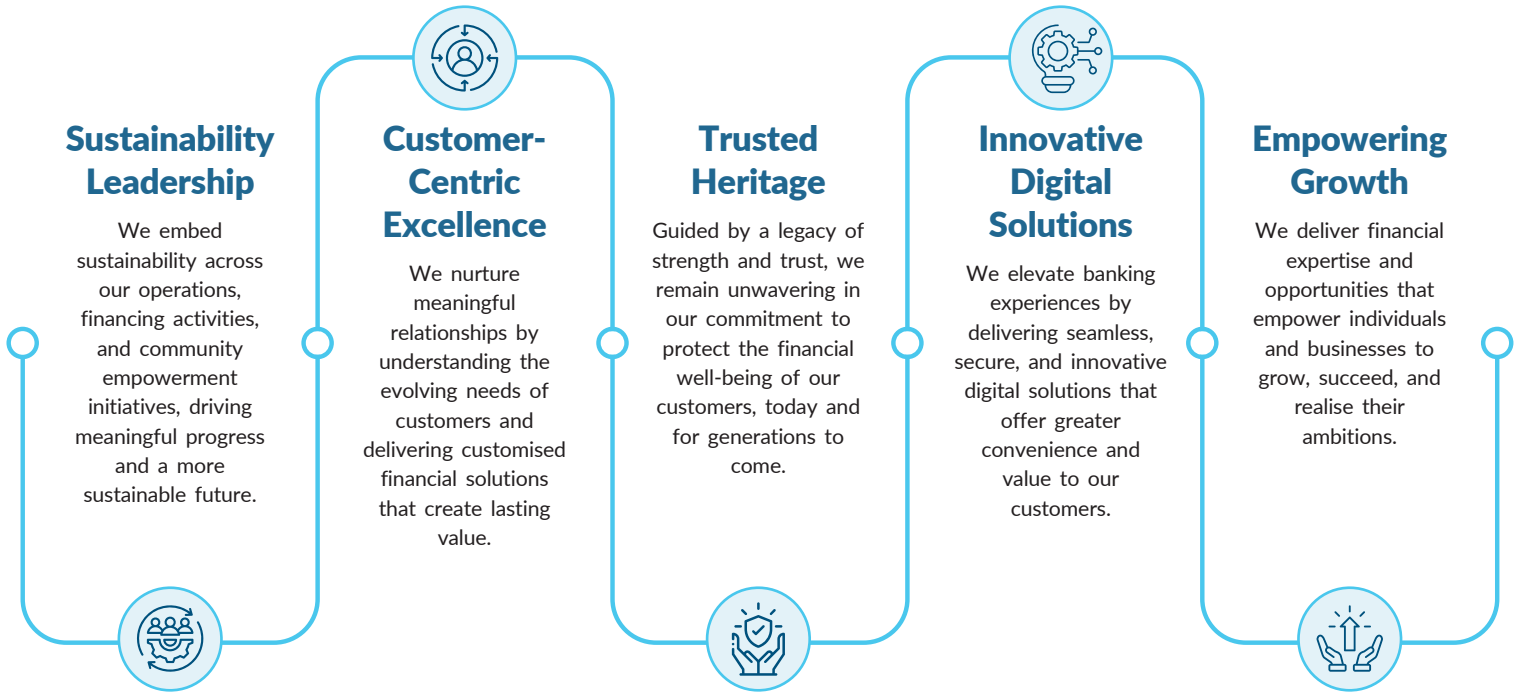 Sustainability
Leadership
We embed
sustainability across
our operations,
financing activities,
and community
empowerment
initiatives, driving
meaningful progress
and a more
sustainable future.
Customer-
Centric
Excellence
We nurture
meaningful
relationships by
understanding the
evolving needs of
customers and
delivering customised
financial solutions
that create lasting
value.
Trusted
Heritage
Guided by a legacy of
strength and trust, we
remain unwavering in
our commitment to
protect the financial
well-being of our
customers, today and
for generations to
come.
Innovative
Digital
Solutions
We elevate banking
experiences by
delivering seamless,
secure, and innovative
digital solutions that
offer greater
convenience and
value to our
customers.
Empowering
Growth
We deliver financial
expertise and
opportunities that
empower individuals
and businesses to
grow, succeed, and
realise their
ambitions.